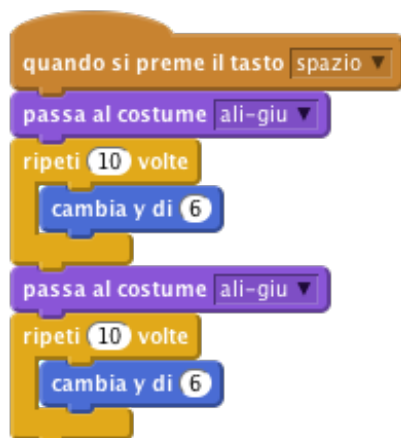 quando si preme il tasto spazio
passa al costume ali-giu
ripeti 10 volte
cambia y di 6
passa al costume ali-giu
ripeti 10 volte
cambia y di 6